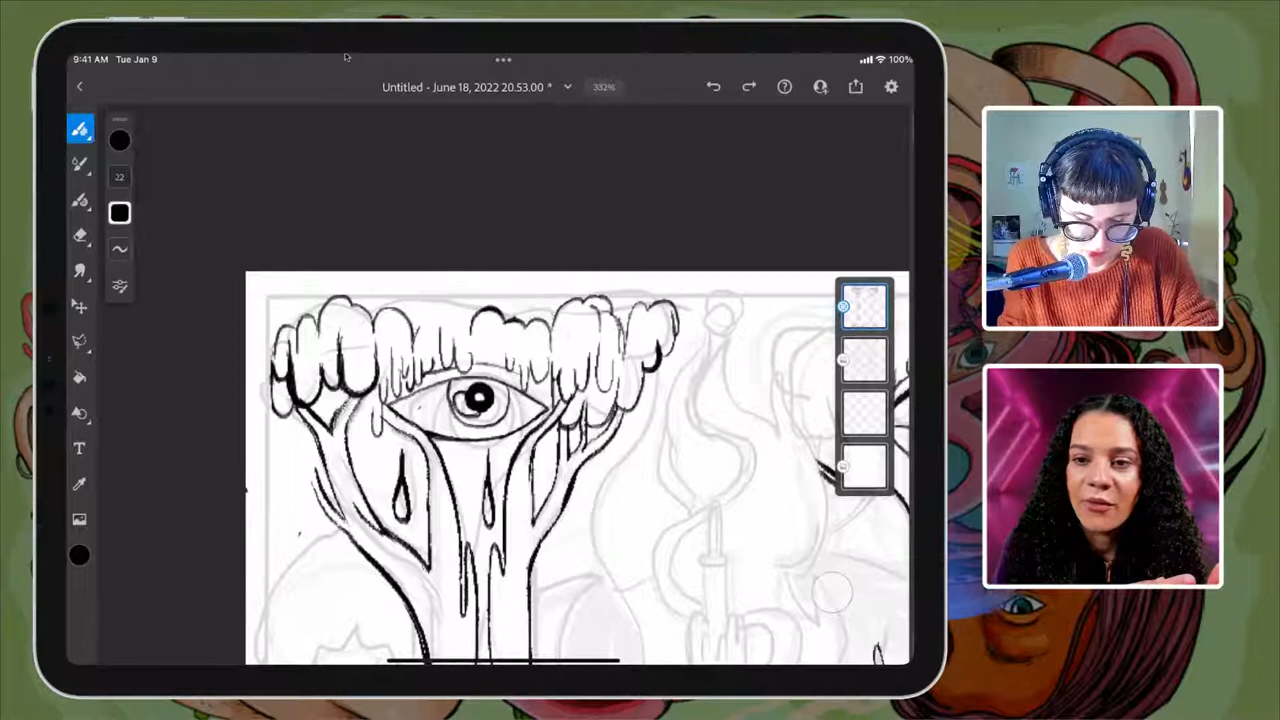 9:41 AM Tue Jan 9
100%
Untitled - June 18, 2022 20.53.00 *
332%
22
T